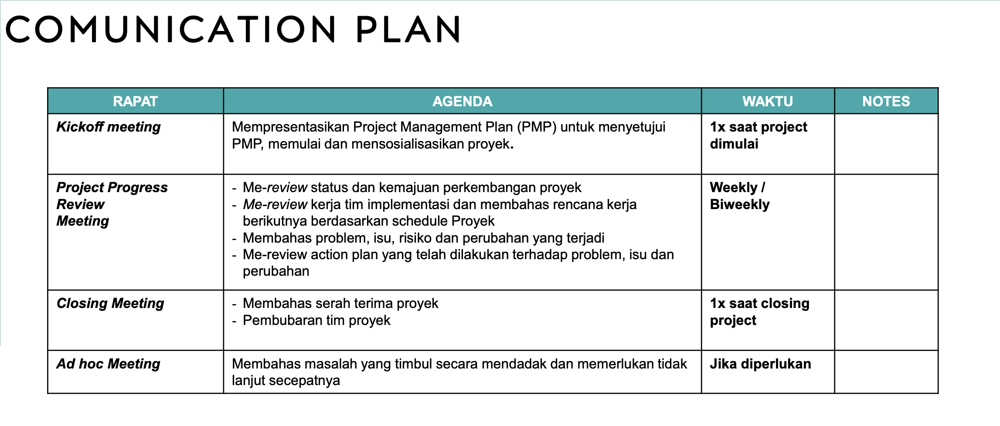 COMUNICATION PLAN
RAPAT
AGENDA
WAKTU
NOTES
Kickoff meeting
Mempresentasikan Project Management Plan (PMP) untuk menyetujui
PMP, memulai dan mensosialisasikan proyek.
1x saat project
dimulai
Project Progress
Review
Meeting
- Me-review status dan kemajuan perkembangan proyek
- Me-review kerja tim implementasi dan membahas rencana kerja
berikutnya berdasarkan schedule Proyek
- Membahas problem, isu, risiko dan perubahan yang terjadi
- Me-review action plan yang telah dilakukan terhadap problem, isu dan
perubahan
Weekly /
Biweekly
Closing Meeting
- Membahas serah terima proyek
- Pembubaran tim proyek
1x saat closing
project
Ad hoc Meeting
Membahas masalah yang timbul secara mendadak dan memerlukan tidak
lanjut secepatnya
Jika diperlukan